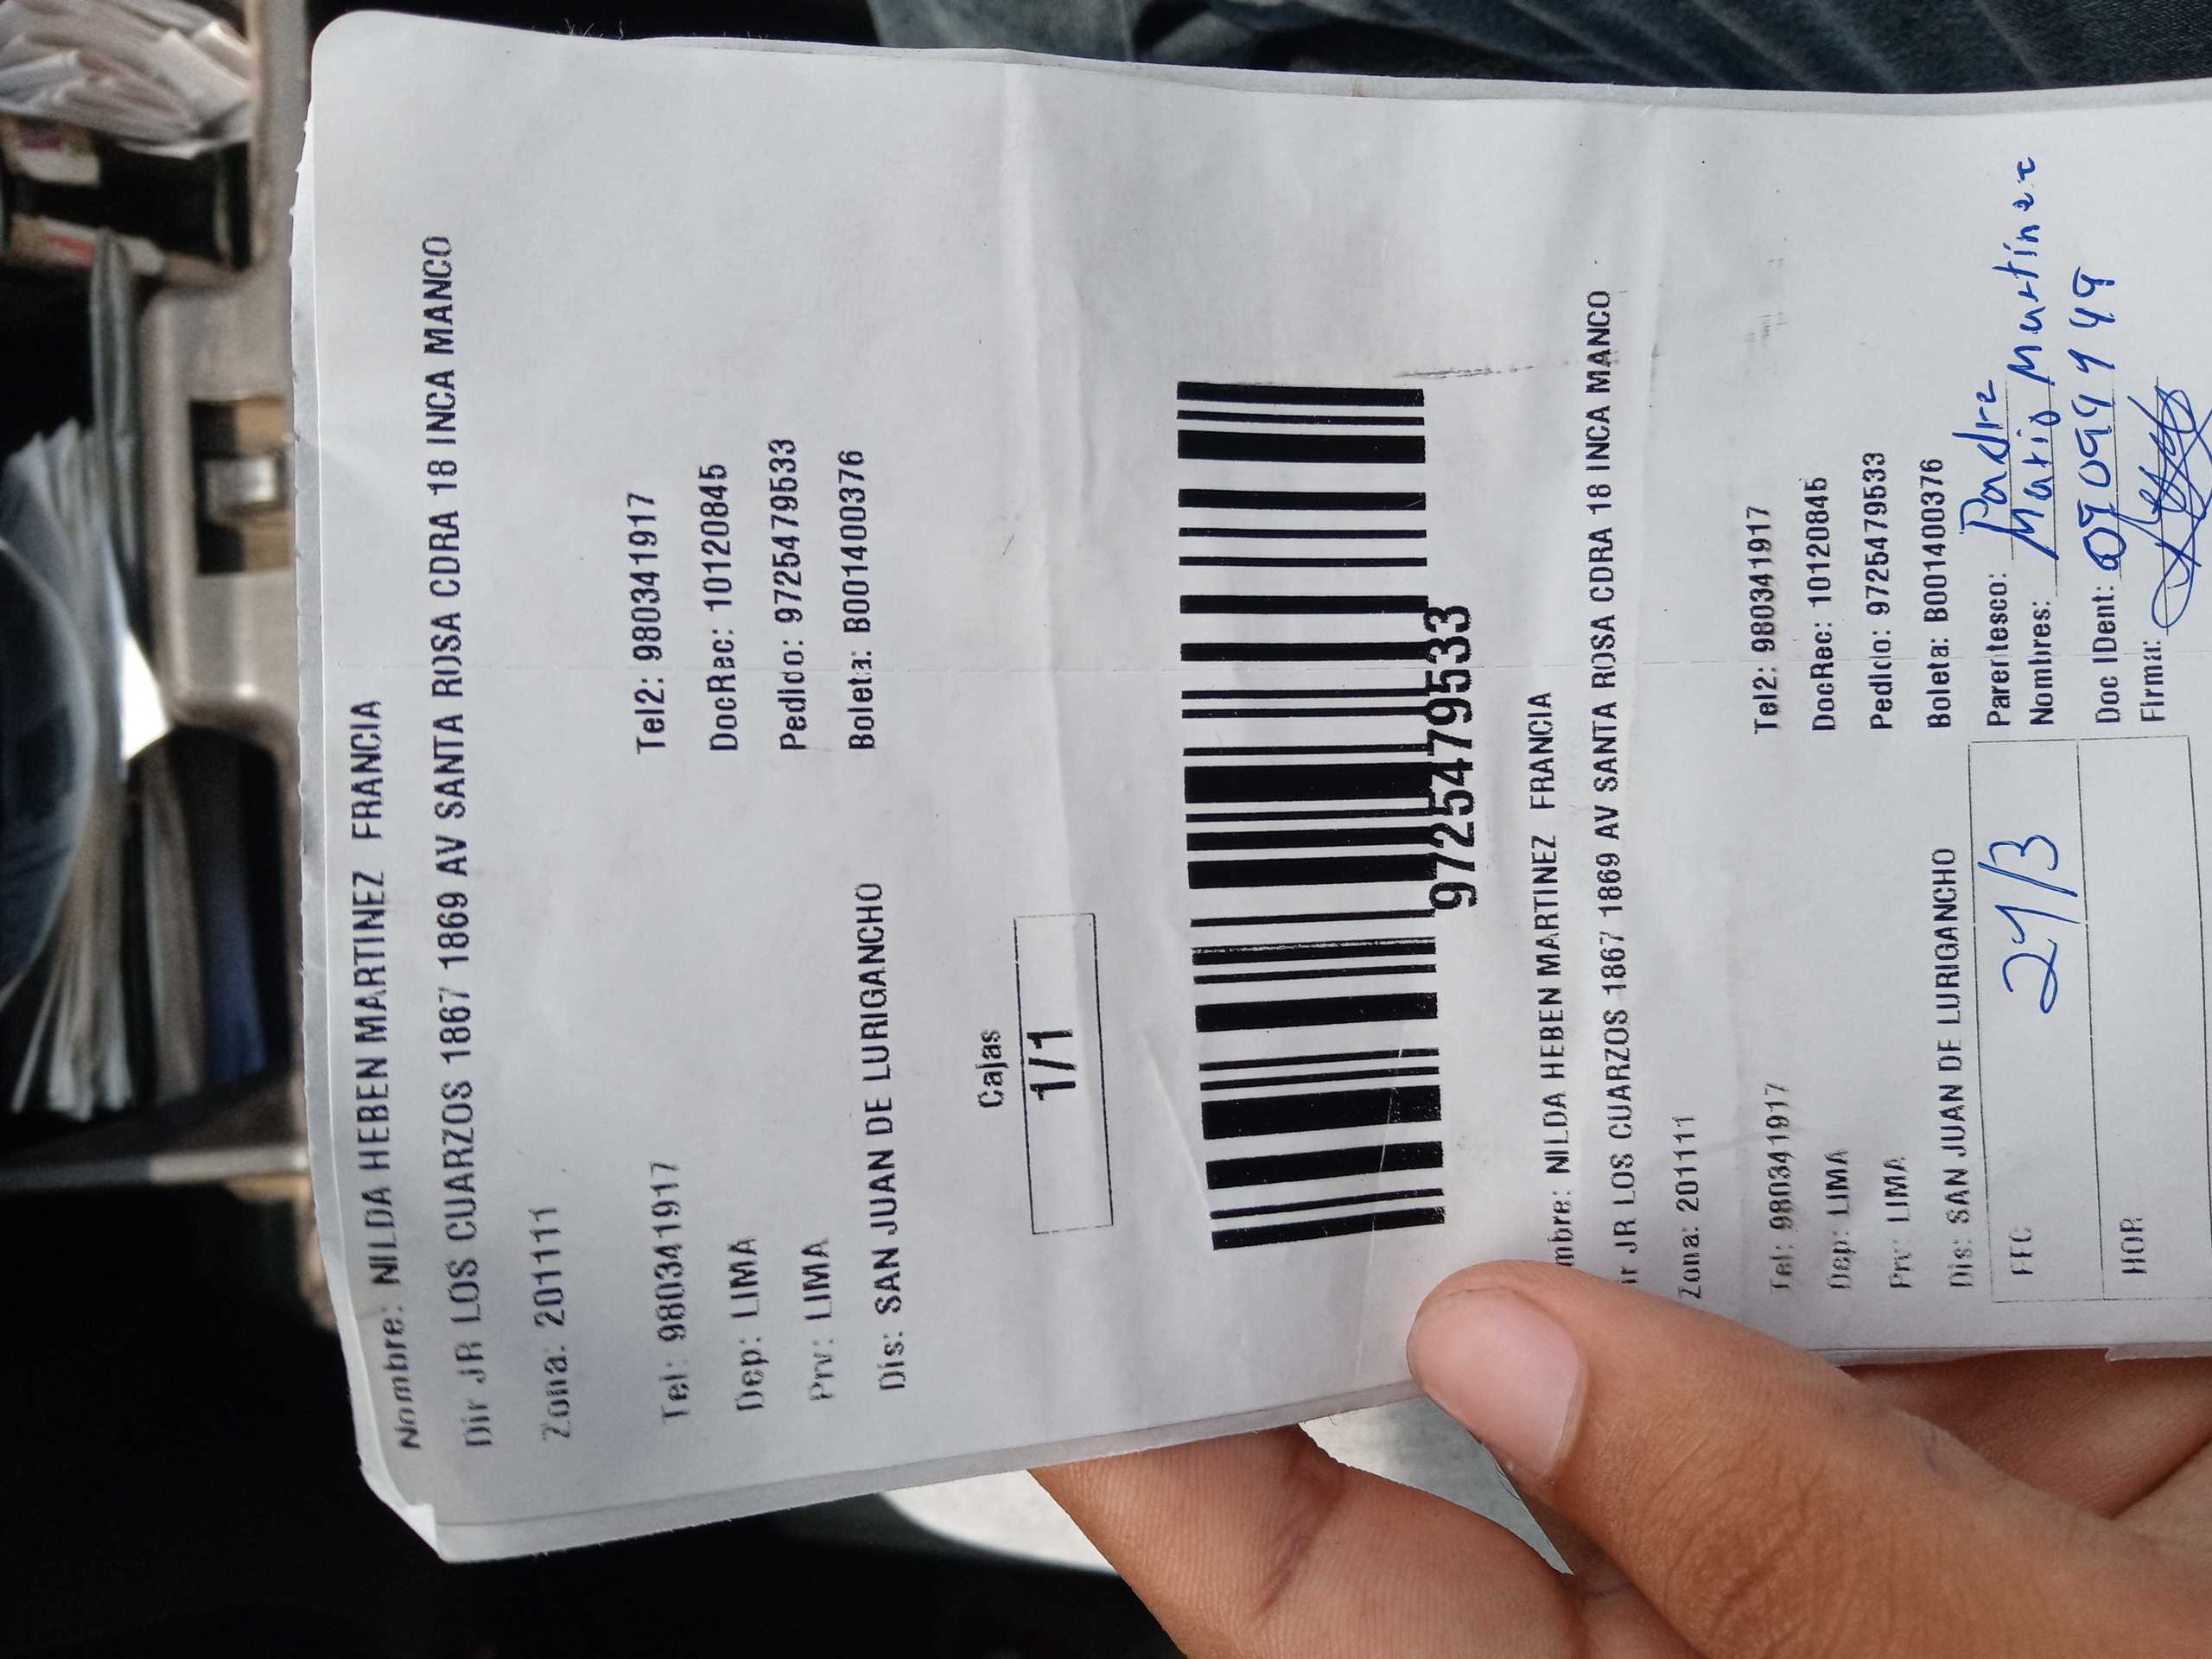 Nombre: NILDA HEBEN MARTINEZ FRANCIA
Dir JR LOS CUARZOS 1867 1869 AV SANTA ROSA CDRA 18 INCA MANCO
Zona: 201111
Tel: 980341917 Tel2: 980341917
Dep: LIMA DocRec: 10120845
Prv: LIMA Pedido: 9725479533
Dis: SAN JUAN DE LURIGANCHO Boleta: B001400376
Cajas
1/1
9725479533
mbre: NILDA HEBEN MARTINEZ FRANCIA
ir JR LOS CUARZOS 1867 1869 AV SANTA ROSA CDRA 18 INCA MANCO
Zona: 201111
Tel: 980341917 Tel2: 980341917
Dep: LIMA DocRec: 10120845
Prv: LIMA Pedido: 9725479533
Dis: SAN JUAN DE LURIGANCHO Boleta: B001400376
FEC 24/3 Parentesco: Padre
Nombres: Mario Martinez
HOR Doc IDent:
Firma: